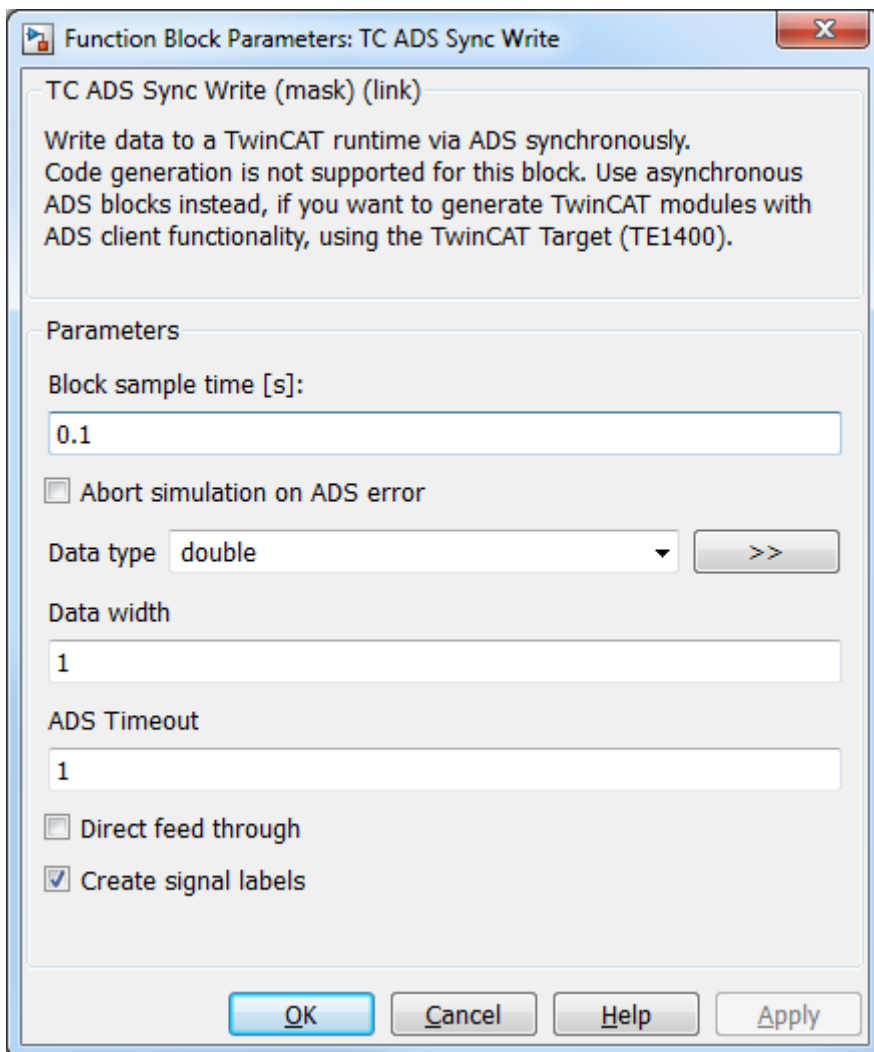 Function Block Parameters: TC ADS Sync Write
TC ADS Sync Write (mask) (link)
Write data to a TwinCAT runtime via ADS synchronously.
Code generation is not supported for this block. Use asynchronous
ADS blocks instead, if you want to generate TwinCAT modules with
ADS client functionality, using the TwinCAT Target (TE1400).
Parameters
Block sample time [s]:
0.1
Abort simulation on ADS error
Data type double >>
Data width
1
ADS Timeout
1
Direct feed through
Create signal labels
OK Cancel Help Apply